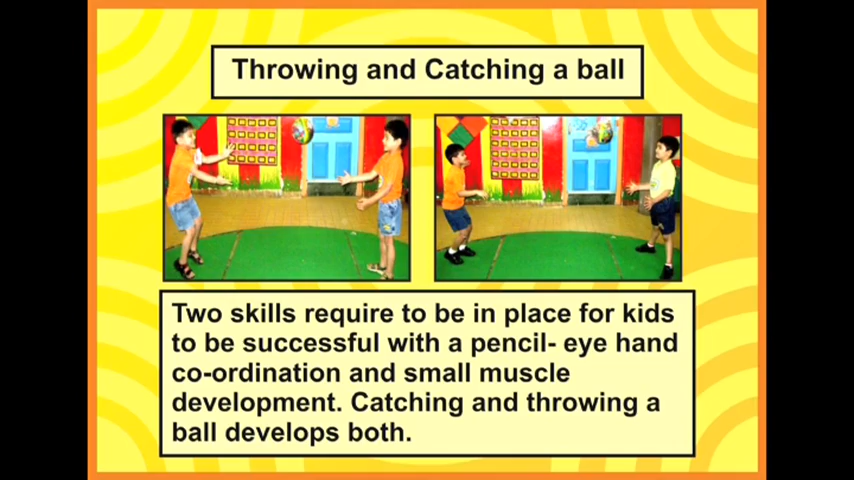 Throwing and Catching a ball
Two skills require to be in place for kids
to be successful with a pencil- eye hand
co-ordination and small muscle
development. Catching and throwing a
ball develops both.